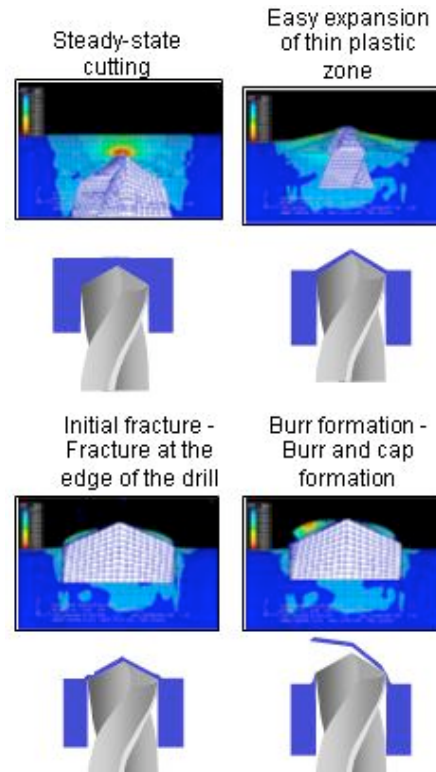 Steady-state
cutting
Easy expansion
of thin plastic
zone
Initial fracture -
Fracture at the
edge of the drill
Burr formation -
Burr and cap
formation